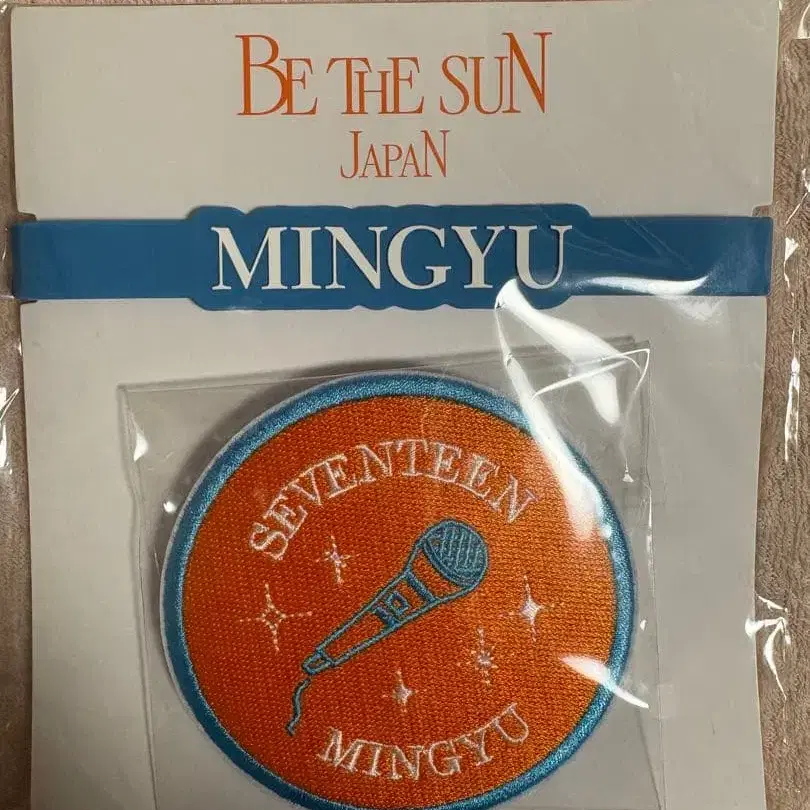 BE THE SUN
JAPAN
MINGYU
SEVENTEEN
MINGYU